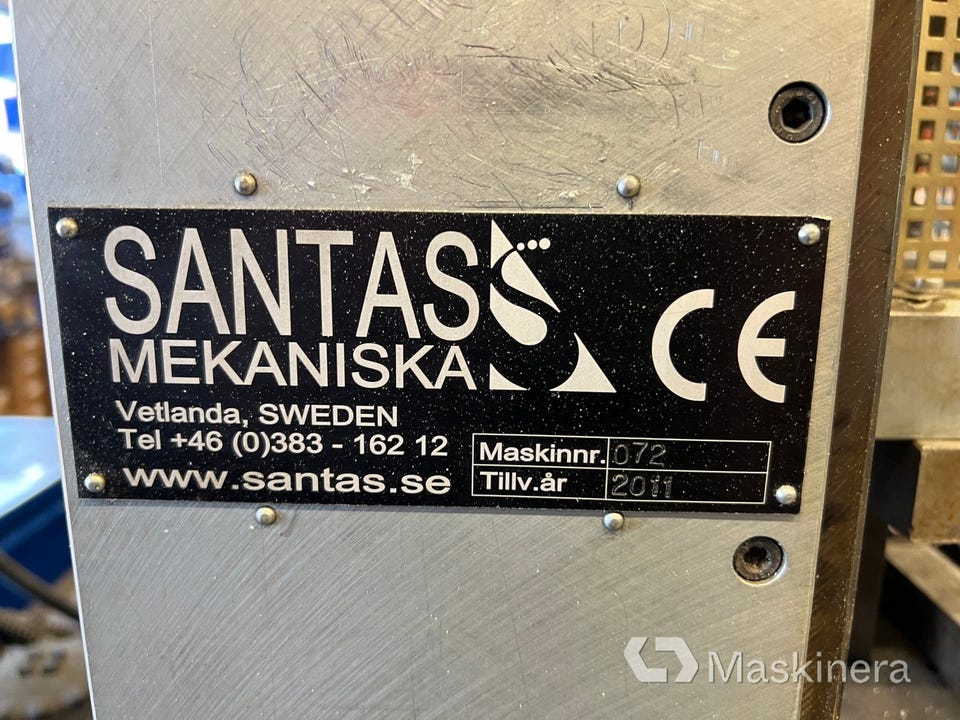 SANTAS
MEKANISKA
CE
Vetlanda, SWEDEN
Tel +46 (0)383 - 162 12
www.santas.se
Maskinnr. 072
Tillv.år 2011
Maskinera